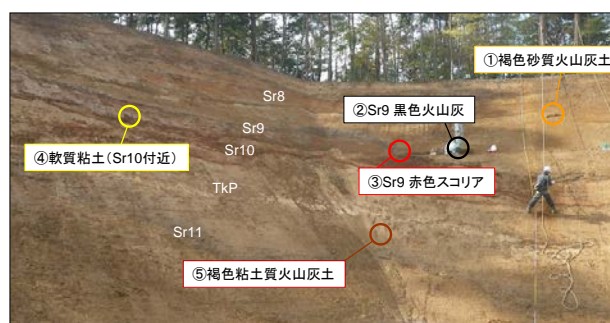 ①褐色砂質火山灰土
Sr8
②Sr9 黒色火山灰
Sr9
④軟質粘土(Sr10付近)
Sr10
③Sr9 赤色スコリア
TkP
Sr11
⑤褐色粘土質火山灰土